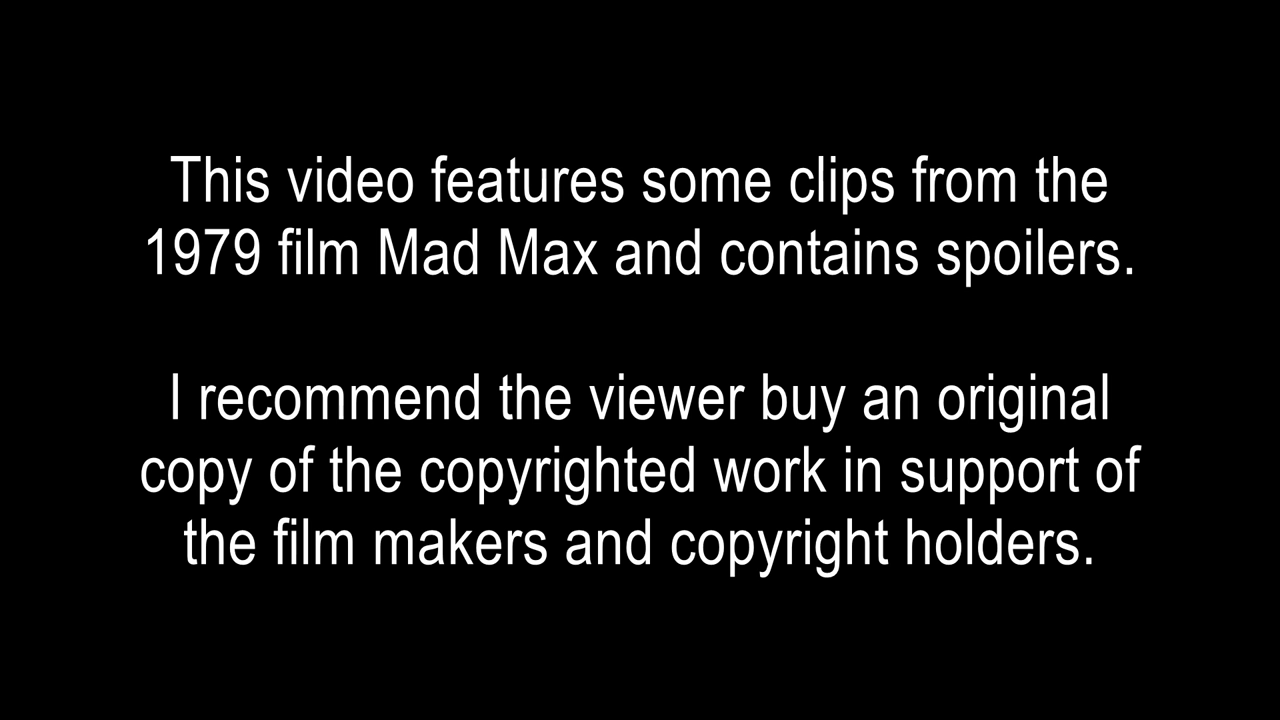 This video features some clips from the
1979 film Mad Max and contains spoilers.
I recommend the viewer buy an original
copy of the copyrighted work in support of
the film makers and copyright holders.